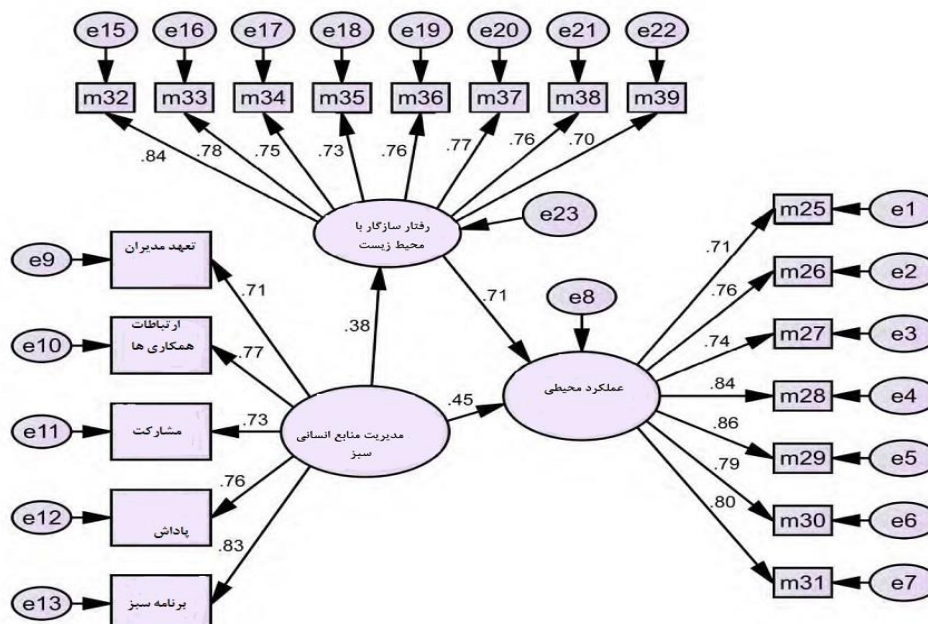 e15 e16 e17 e18 e19 e20 e21 e22
m32 m33 m34 m35 m36 m37 m38 m39
.84 .78 .75 .73 .76 .77 .76 .70
رفتار سازگار با
محیط زیست
e23
e9
تعهد مدیران
.71
e10
ارتباطات
همکاری ها
.77
e11
مشارکت
.73
e12
پاداش
.76
e13
برنامه سبز
.83
مدیریت منابع انسانی
سبز
.38
.71
.45
e8
عملکرد محیطی
.71 m25 e1
.76 m26 e2
.74 m27 e3
.84 m28 e4
.86 m29 e5
.79 m30 e6
.80 m31 e7